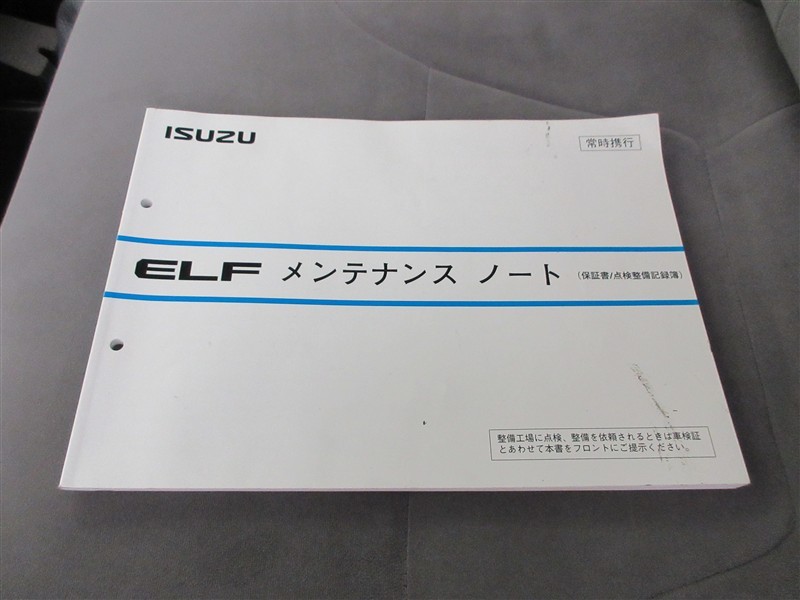 ISUZU
常時携行
ELF メンテナンス ノート (保証書/点検整備記録簿)
整備工場に点検、整備を依頼されるときは車検証
とあわせて本書をフロントにご提示ください。